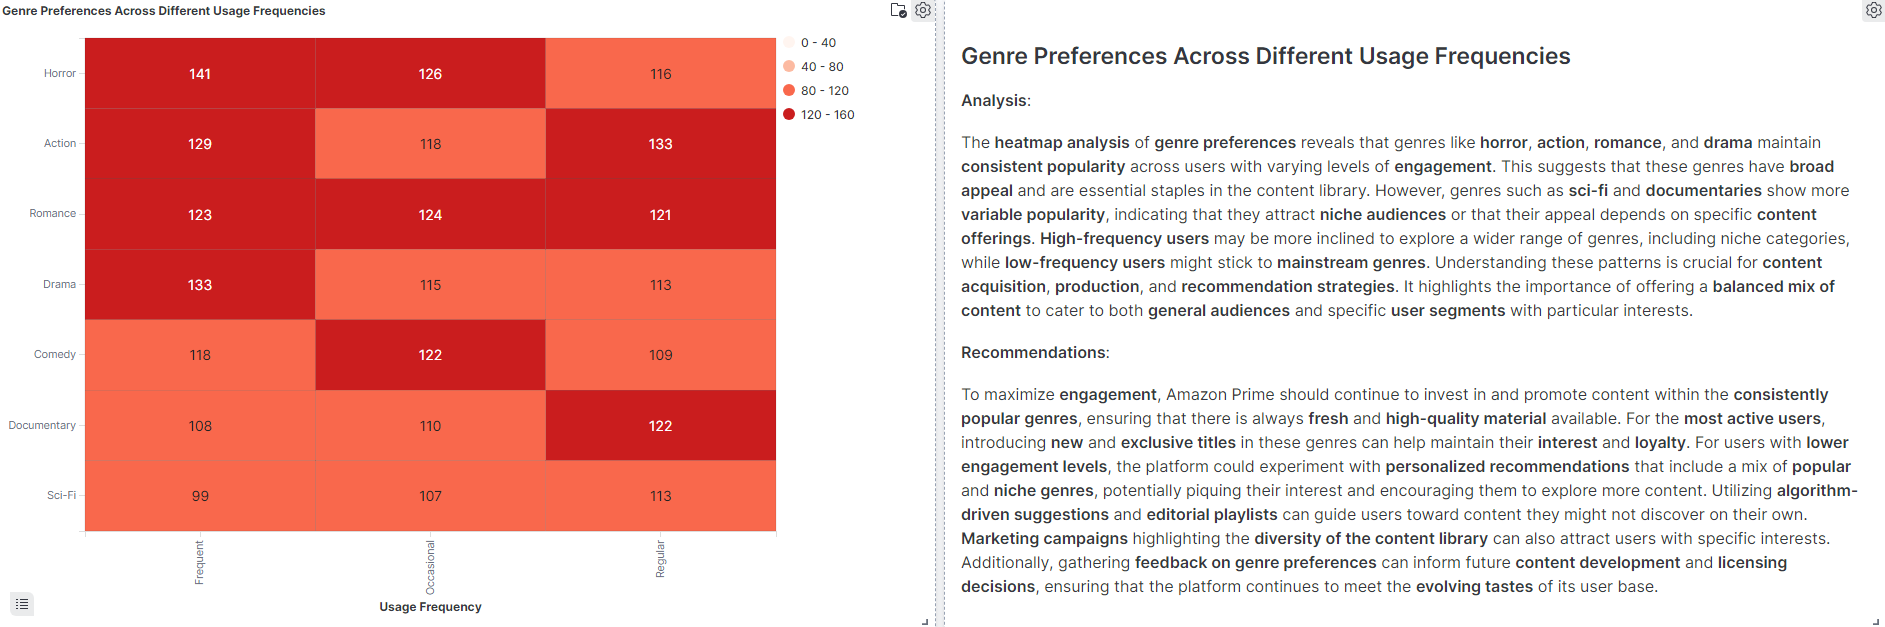 Genre Preferences Across Different Usage Frequencies
Horror 141 126 116
Action 129 118 133
Romance 123 124 121
Drama 133 115 113
Comedy 118 122 109
Documentary 108 110 122
Sci-Fi 99 107 113
Frequent Occasional Regular
Usage Frequency
0 - 40
40 - 80
80 - 120
120 - 160
Genre Preferences Across Different Usage Frequencies
Analysis:
The heatmap analysis of genre preferences reveals that genres like horror, action, romance, and drama maintain
consistent popularity across users with varying levels of engagement. This suggests that these genres have broad
appeal and are essential staples in the content library. However, genres such as sci-fi and documentaries show more
variable popularity, indicating that they attract niche audiences or that their appeal depends on specific content
offerings. High-frequency users may be more inclined to explore a wider range of genres, including niche categories,
while low-frequency users might stick to mainstream genres. Understanding these patterns is crucial for content
acquisition, production, and recommendation strategies. It highlights the importance of offering a balanced mix of
content to cater to both general audiences and specific user segments with particular interests.
Recommendations:
To maximize engagement, Amazon Prime should continue to invest in and promote content within the consistently
popular genres, ensuring that there is always fresh and high-quality material available. For the most active users,
introducing new and exclusive titles in these genres can help maintain their interest and loyalty. For users with lower
engagement levels, the platform could experiment with personalized recommendations that include a mix of popular
and niche genres, potentially piquing their interest and encouraging them to explore more content. Utilizing algorithm-
driven suggestions and editorial playlists can guide users toward content they might not discover on their own.
Marketing campaigns highlighting the diversity of the content library can also attract users with specific interests.
Additionally, gathering feedback on genre preferences can inform future content development and licensing
decisions, ensuring that the platform continues to meet the evolving tastes of its user base.